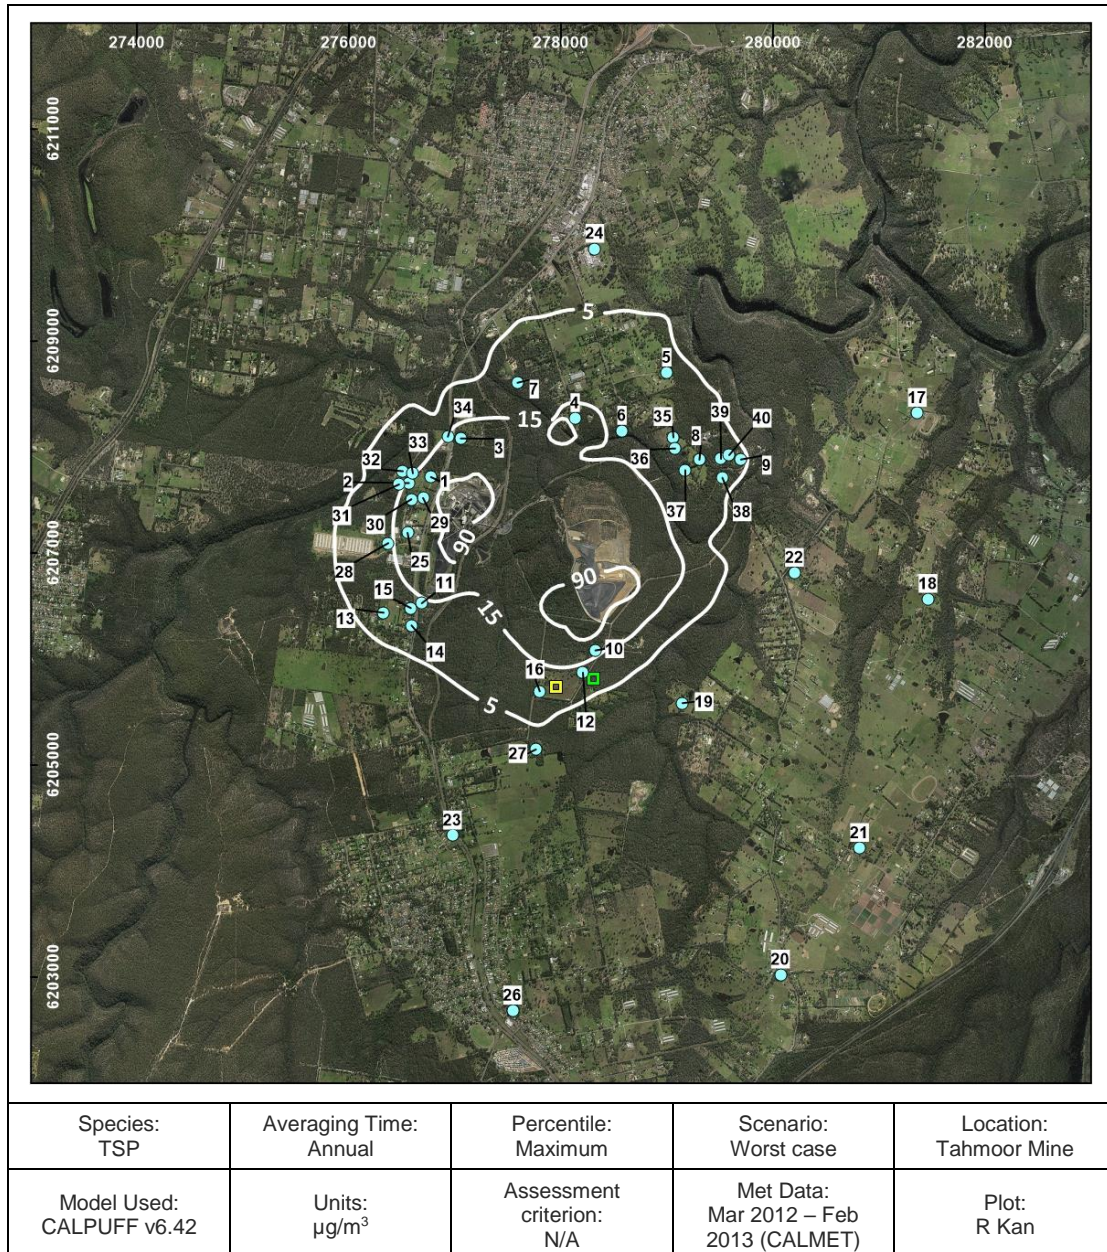 274000 276000 278000 280000 282000
6211000
24
5
6209000
5
7
34
4
15
6
35
39
40
17
33
3
32
36
8
9
2
1
31
30
29
37
38
90
6207000
28
25
22
90
18
15
11
13
15
14
10
16
12
19
5
27
6205000
23
21
20
6203000
26
Species:
TSP
Averaging Time:
Annual
Percentile:
Maximum
Scenario:
Worst case
Location:
Tahmoor Mine
Model Used:
CALPUFF v6.42
Units:
µg/m³
Assessment
criterion:
N/A
Met Data:
Mar 2012 – Feb
2013 (CALMET)
Plot:
R Kan